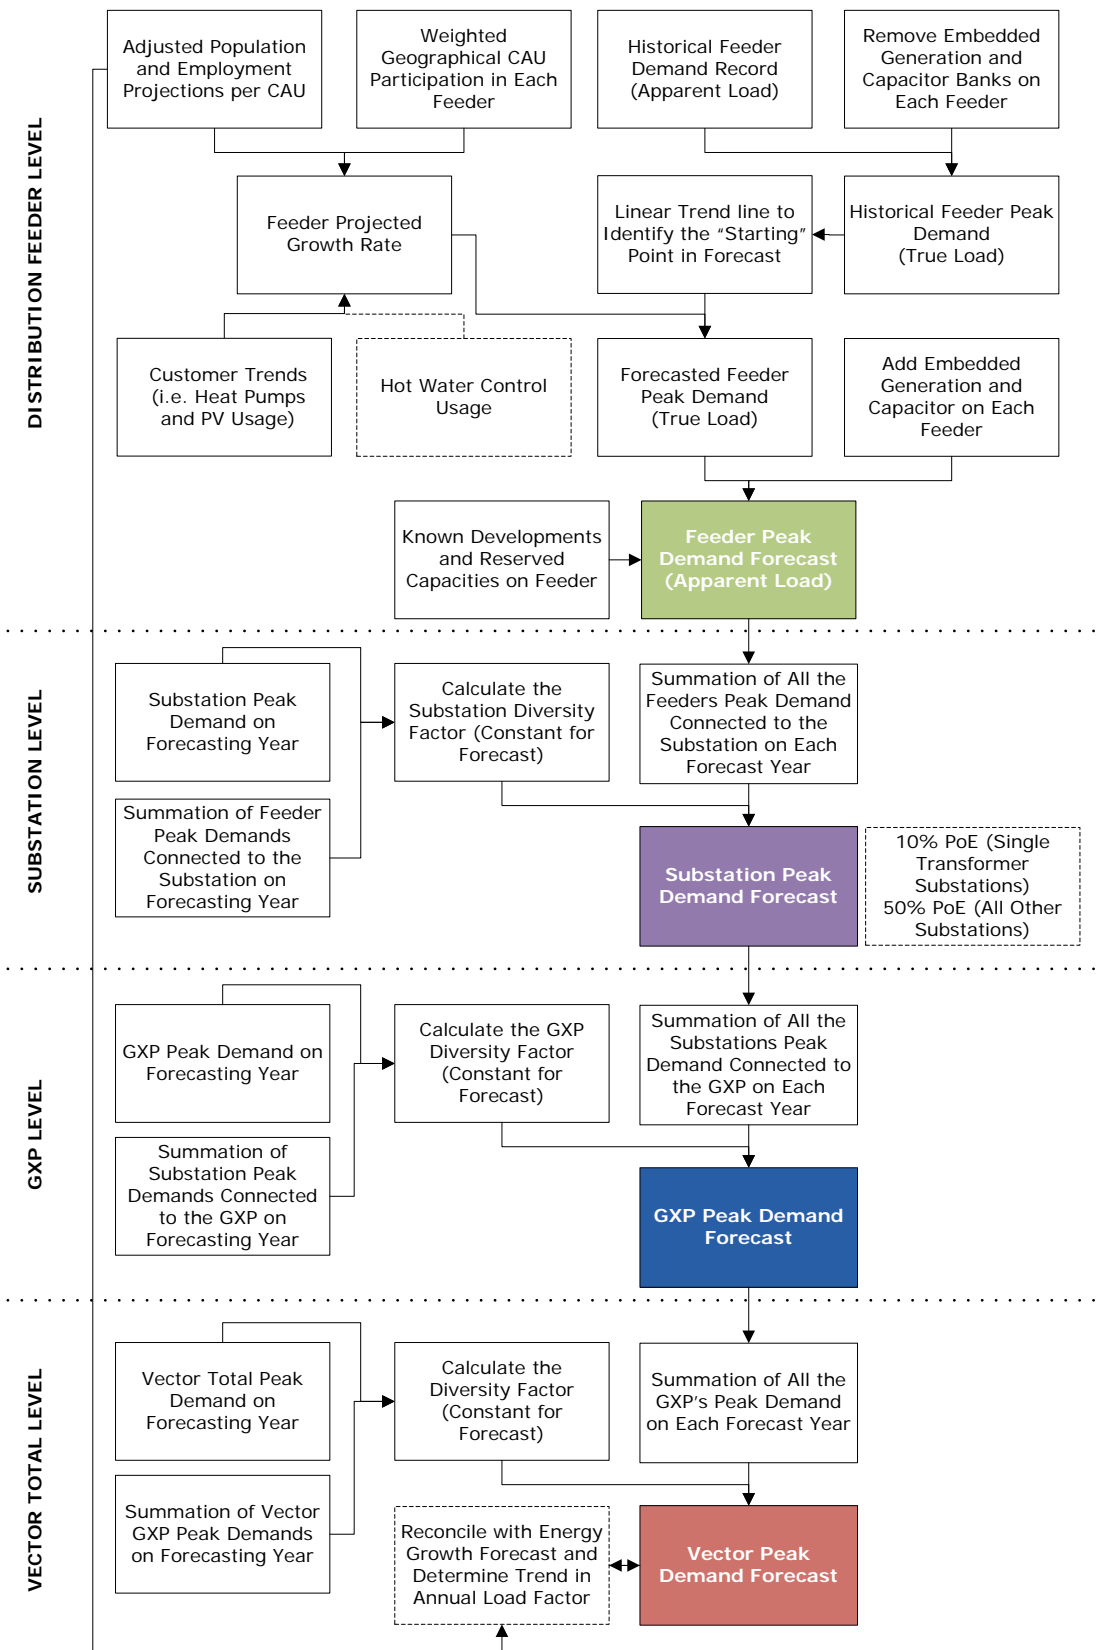 DISTRIBUTION FEEDER LEVEL
Adjusted Population
and Employment
Projections per CAU
Weighted
Geographical CAU
Participation in Each
Feeder
Historical Feeder
Demand Record
(Apparent Load)
Remove Embedded
Generation and
Capacitor Banks on
Each Feeder
Feeder Projected
Growth Rate
Linear Trend line to
Identify the “Starting”
Point in Forecast
Historical Feeder Peak
Demand
(True Load)
Customer Trends
(i.e. Heat Pumps
and PV Usage)
Hot Water Control
Usage
Forecasted Feeder
Peak Demand
(True Load)
Add Embedded
Generation and
Capacitor on Each
Feeder
Known Developments
and Reserved
Capacities on Feeder
Feeder Peak
Demand Forecast
(Apparent Load)
SUBSTATION LEVEL
Substation Peak
Demand on
Forecasting Year
Calculate the
Substation Diversity
Factor (Constant for
Forecast)
Summation of All the
Feeders Peak Demand
Connected to the
Substation on Each
Forecast Year
Summation of Feeder
Peak Demands
Connected to the
Substation on
Forecasting Year
Substation Peak
Demand Forecast
10% PoE (Single
Transformer
Substations)
50% PoE (All Other
Substations)
GXP LEVEL
GXP Peak Demand on
Forecasting Year
Calculate the GXP
Diversity Factor
(Constant for
Forecast)
Summation of All the
Substations Peak
Demand Connected to
the GXP on Each
Forecast Year
Summation of
Substation Peak
Demands Connected
to the GXP on
Forecasting Year
GXP Peak Demand
Forecast
VECTOR TOTAL LEVEL
Vector Total Peak
Demand on
Forecasting Year
Calculate the
Diversity Factor
(Constant for
Forecast)
Summation of All the
GXP’s Peak Demand
on Each Forecast Year
Summation of Vector
GXP Peak Demands
on Forecasting Year
Reconcile with Energy
Growth Forecast and
Determine Trend in
Annual Load Factor
Vector Peak
Demand Forecast